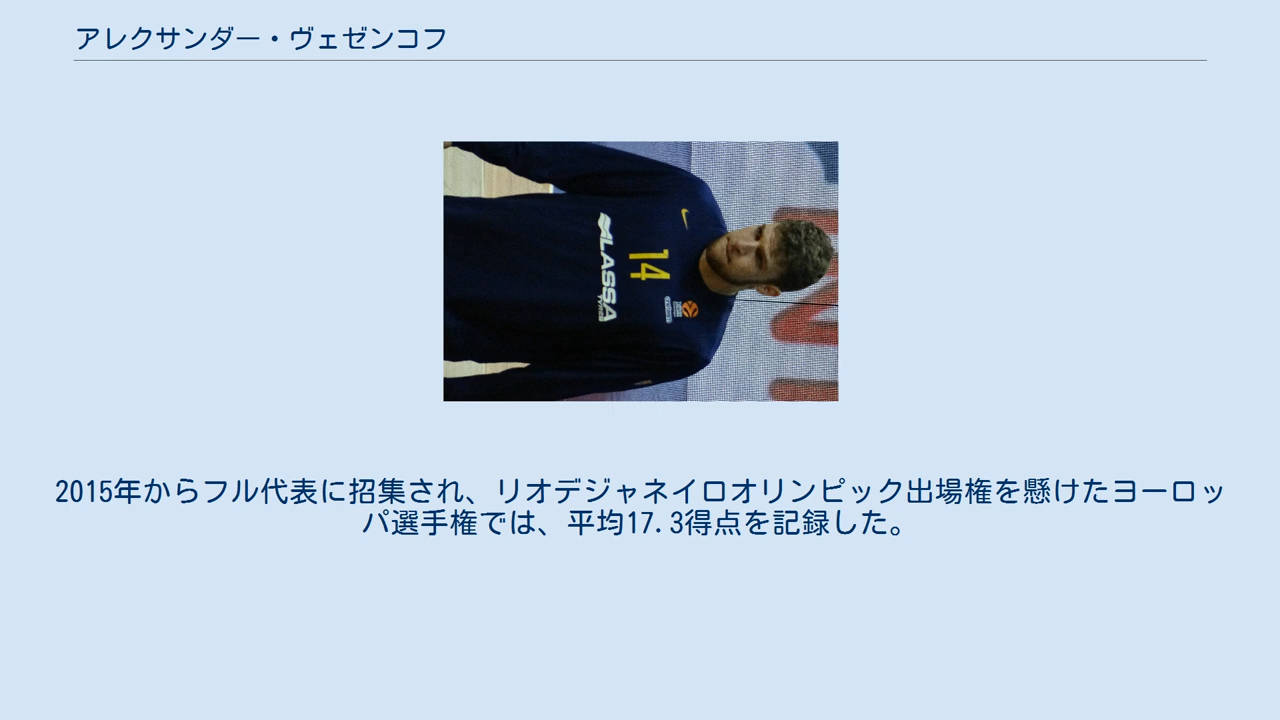 アレクサンダー・ヴェゼンコフ
14
LASSA
TYRES
2015年からフル代表に招集され、リオデジャネイロオリンピック出場権を懸けたヨーロッ
パ選手権では、平均17.3得点を記録した。